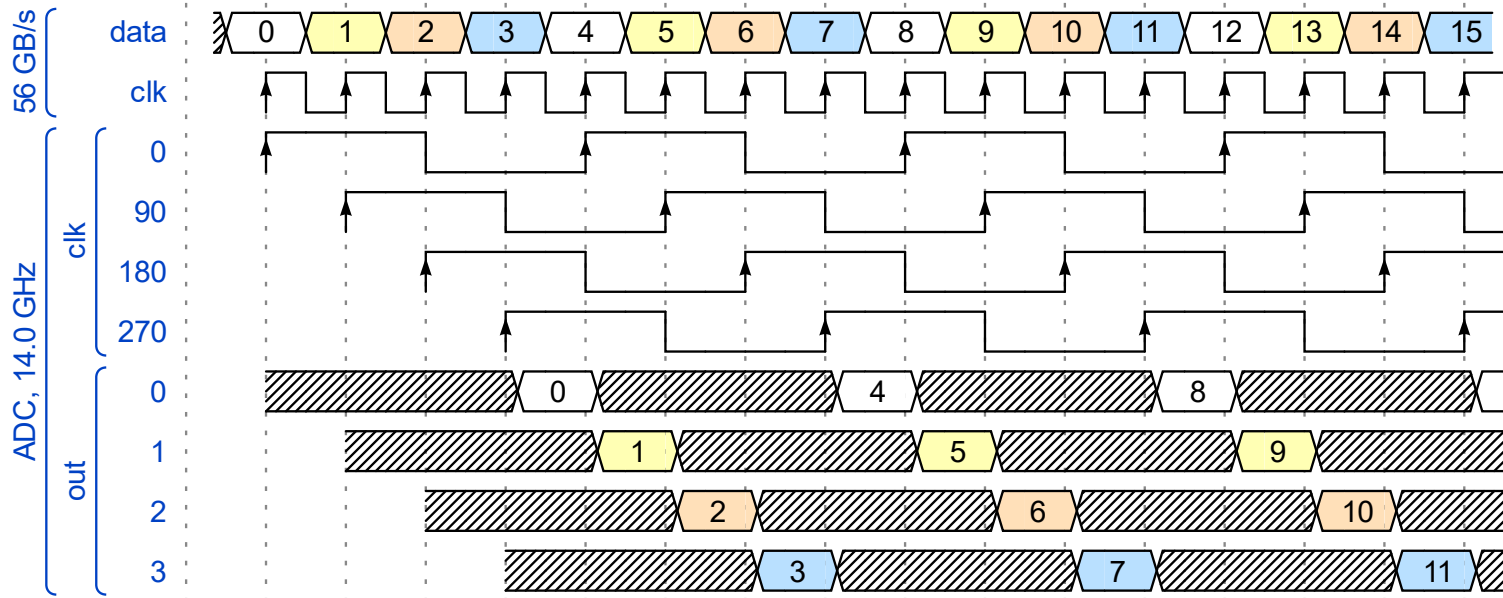 56 GB/s
data 0 1 2 3 4 5 6 7 8 9 10 11 12 13 14 15
clk
ADC, 14.0 GHz
clk
0
90
180
270
out
0 0 4 8
1 1 5 9
2 2 6 10
3 3 7 11